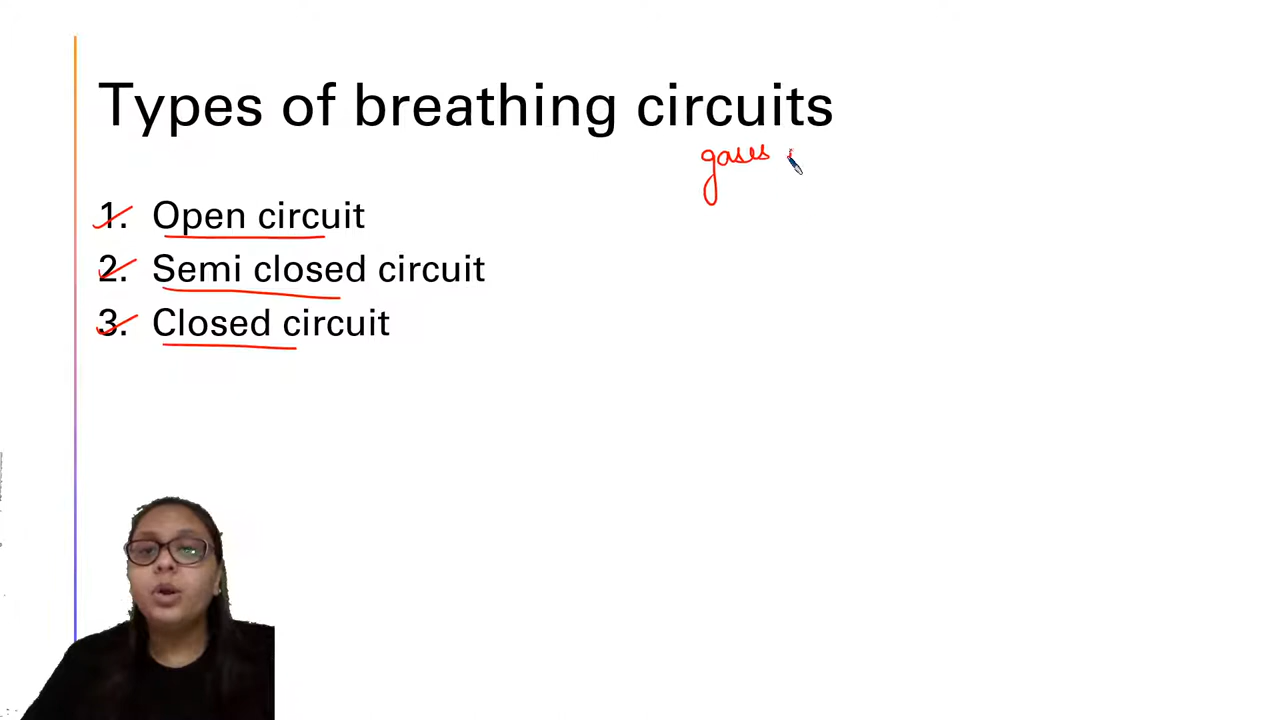 Types of breathing circuits
gases
1. Open circuit
2. Semi closed circuit
3. Closed circuit